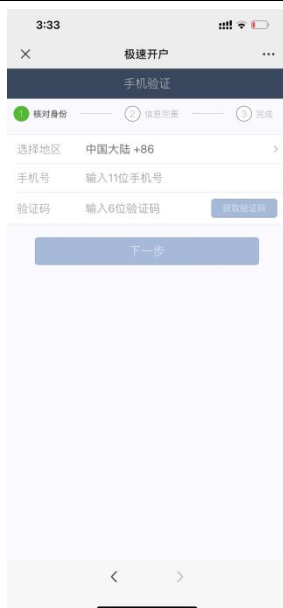 3:33
极速开户
手机验证
1 核对身份 2 信息完善 3 完成
选择地区 中国大陆 +86
手机号 输入11位手机号
验证码 输入6位验证码 获取验证码
下一步